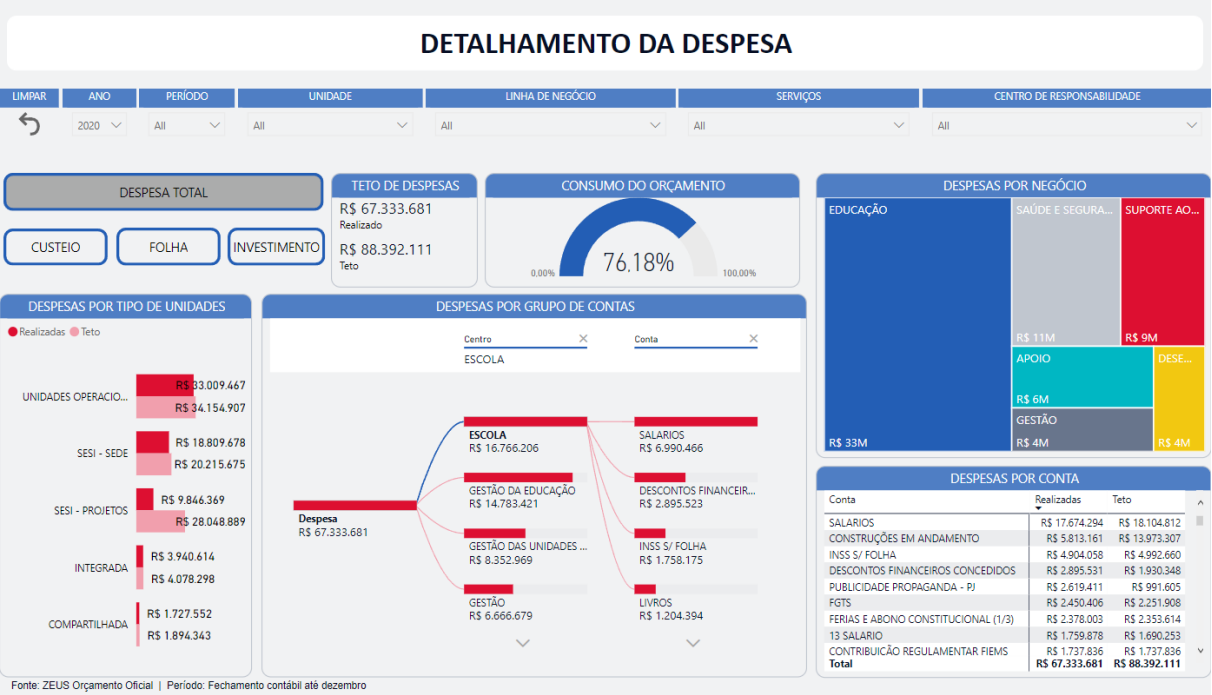 DETALHAMENTO DA DESPESA
LIMPAR ANO PERÍODO UNIDADE LINHA DE NEGÓCIO SERVIÇOS CENTRO DE RESPONSABILIDADE
2020 All All All All All
DESPESA TOTAL
CUSTEIO FOLHA INVESTIMENTO
TETO DE DESPESAS
R$ 67.333.681
Realizado
R$ 88.392.111
Teto
CONSUMO DO ORÇAMENTO
76,18%
0,00% 100,00%
DESPESAS POR NEGÓCIO
EDUCAÇÃO
R$ 33M
SAÚDE E SEGURA...
R$ 11M
SUPORTE AO...
R$ 9M
APOIO
R$ 6M
GESTÃO
R$ 4M
DESE...
R$ 4M
DESPESAS POR TIPO DE UNIDADES
Realizadas Teto
UNIDADES OPERACIO... R$ 33.009.467
R$ 34.154.907
SESI - SEDE R$ 18.809.678
R$ 20.215.675
SESI - PROJETOS R$ 9.846.369
R$ 28.048.889
INTEGRADA R$ 3.940.614
R$ 4.078.298
COMPARTILHADA R$ 1.727.552
R$ 1.894.343
DESPESAS POR GRUPO DE CONTAS
Centro Conta
ESCOLA
Despesa
R$ 67.333.681
ESCOLA
R$ 16.766.206
GESTÃO DA EDUCAÇÃO
R$ 14.783.421
GESTÃO DAS UNIDADES ...
R$ 8.352.969
GESTÃO
R$ 6.666.679
SALARIOS
R$ 6.990.466
DESCONTOS FINANCEIR...
R$ 2.895.523
INSS S/ FOLHA
R$ 1.758.175
LIVROS
R$ 1.204.394
DESPESAS POR CONTA
Conta Realizadas Teto
SALARIOS R$ 17.674.294 R$ 18.104.812
CONSTRUÇÕES EM ANDAMENTO R$ 5.813.161 R$ 13.973.307
INSS S/ FOLHA R$ 4.904.058 R$ 4.992.660
DESCONTOS FINANCEIROS CONCEDIDOS R$ 2.895.531 R$ 1.930.348
PUBLICIDADE PROPAGANDA - PJ R$ 2.619.411 R$ 991.605
FGTS R$ 2.450.406 R$ 2.251.908
FERIAS E ABONO CONSTITUCIONAL (1/3) R$ 2.378.003 R$ 2.353.614
13 SALARIO R$ 1.759.878 R$ 1.690.253
CONTRIBUICÃO REGULAMENTAR FIEMS R$ 1.737.836 R$ 1.737.836
Total R$ 67.333.681 R$ 88.392.111
Fonte: ZEUS Orçamento Oficial | Período: Fechamento contábil até dezembro